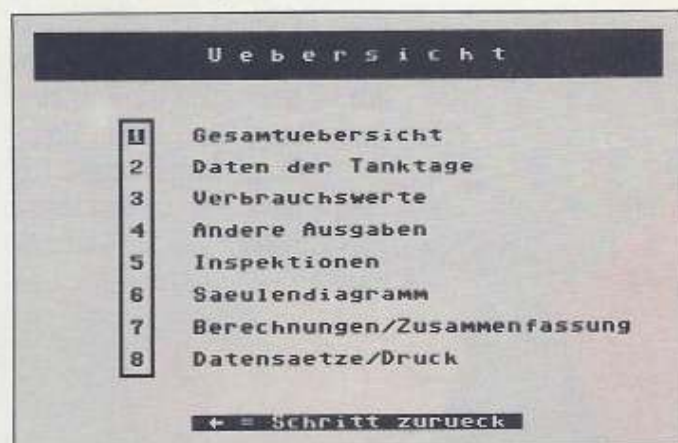 Uebersicht
1 Gesamtuebersicht
2 Daten der Tanktage
3 Verbrauchswerte
4 Andere Ausgaben
5 Inspektionen
6 Saeulendiagramm
7 Berechnungen/Zusammenfassung
8 Datensaetze/Druck
← = Schritt zurueck